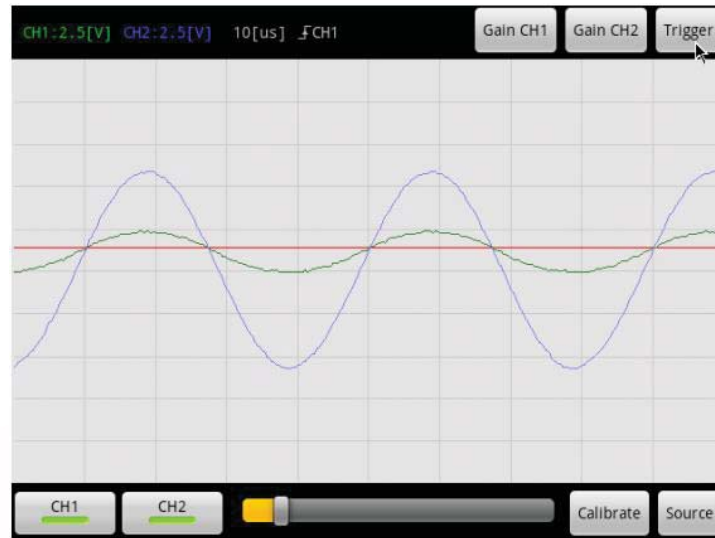 CH1:2.5[V] CH2:2.5[V] 10[us] CH1 Gain CH1 Gain CH2 Trigger
CH1 CH2 Calibrate Source